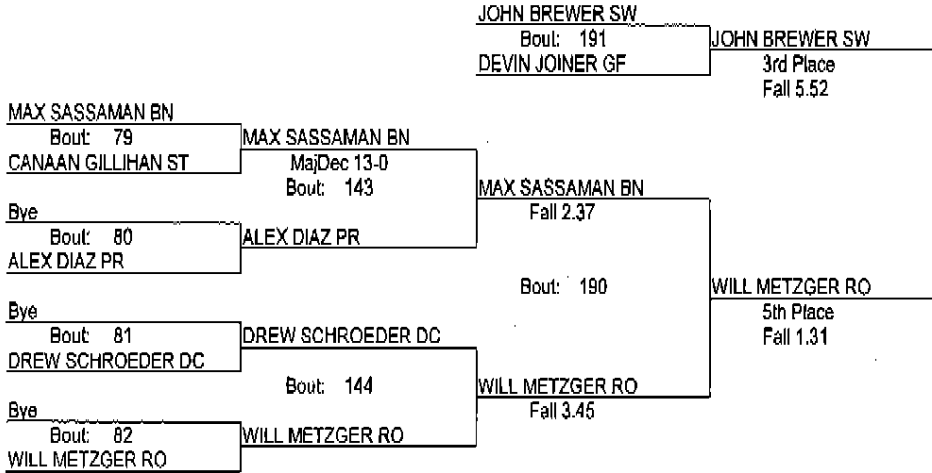 JOHN BREWER SW
Bout: 191
DEVIN JOINER GF
JOHN BREWER SW
3rd Place
Fall 5.52
MAX SASSAMAN BN
Bout: 79
CANAAN GILLIHAN ST
MAX SASSAMAN BN
MajDec 13-0
Bout: 143
Bye
Bout: 80
ALEX DIAZ PR
ALEX DIAZ PR
MAX SASSAMAN BN
Fall 2.37
Bout: 190
Bye
Bout: 81
DREW SCHROEDER DC
DREW SCHROEDER DC
Bout: 144
Bye
Bout: 82
WILL METZGER RO
WILL METZGER RO
WILL METZGER RO
Fall 3.45
WILL METZGER RO
5th Place
Fall 1.31